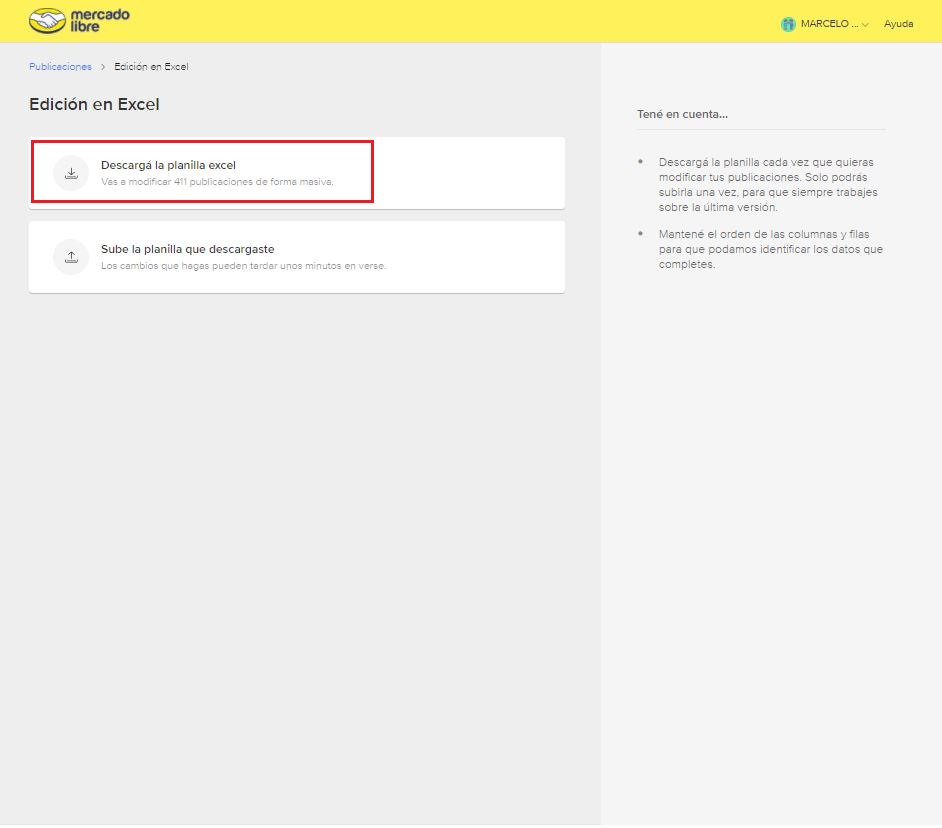 mercado
libre
MARCELO ...
Ayuda
Publicaciones > Edición en Excel
Edición en Excel
Descargá la planilla excel
Vas a modificar 411 publicaciones de forma masiva.
Sube la planilla que descargaste
Los cambios que hagas pueden tardar unos minutos en verse.
Tené en cuenta...
• Descargá la planilla cada vez que quieras
modificar tus publicaciones. Solo podrás
subirla una vez, para que siempre trabajes
sobre la última versión.
• Mantené el orden de las columnas y filas
para que podamos identificar los datos que
completes.